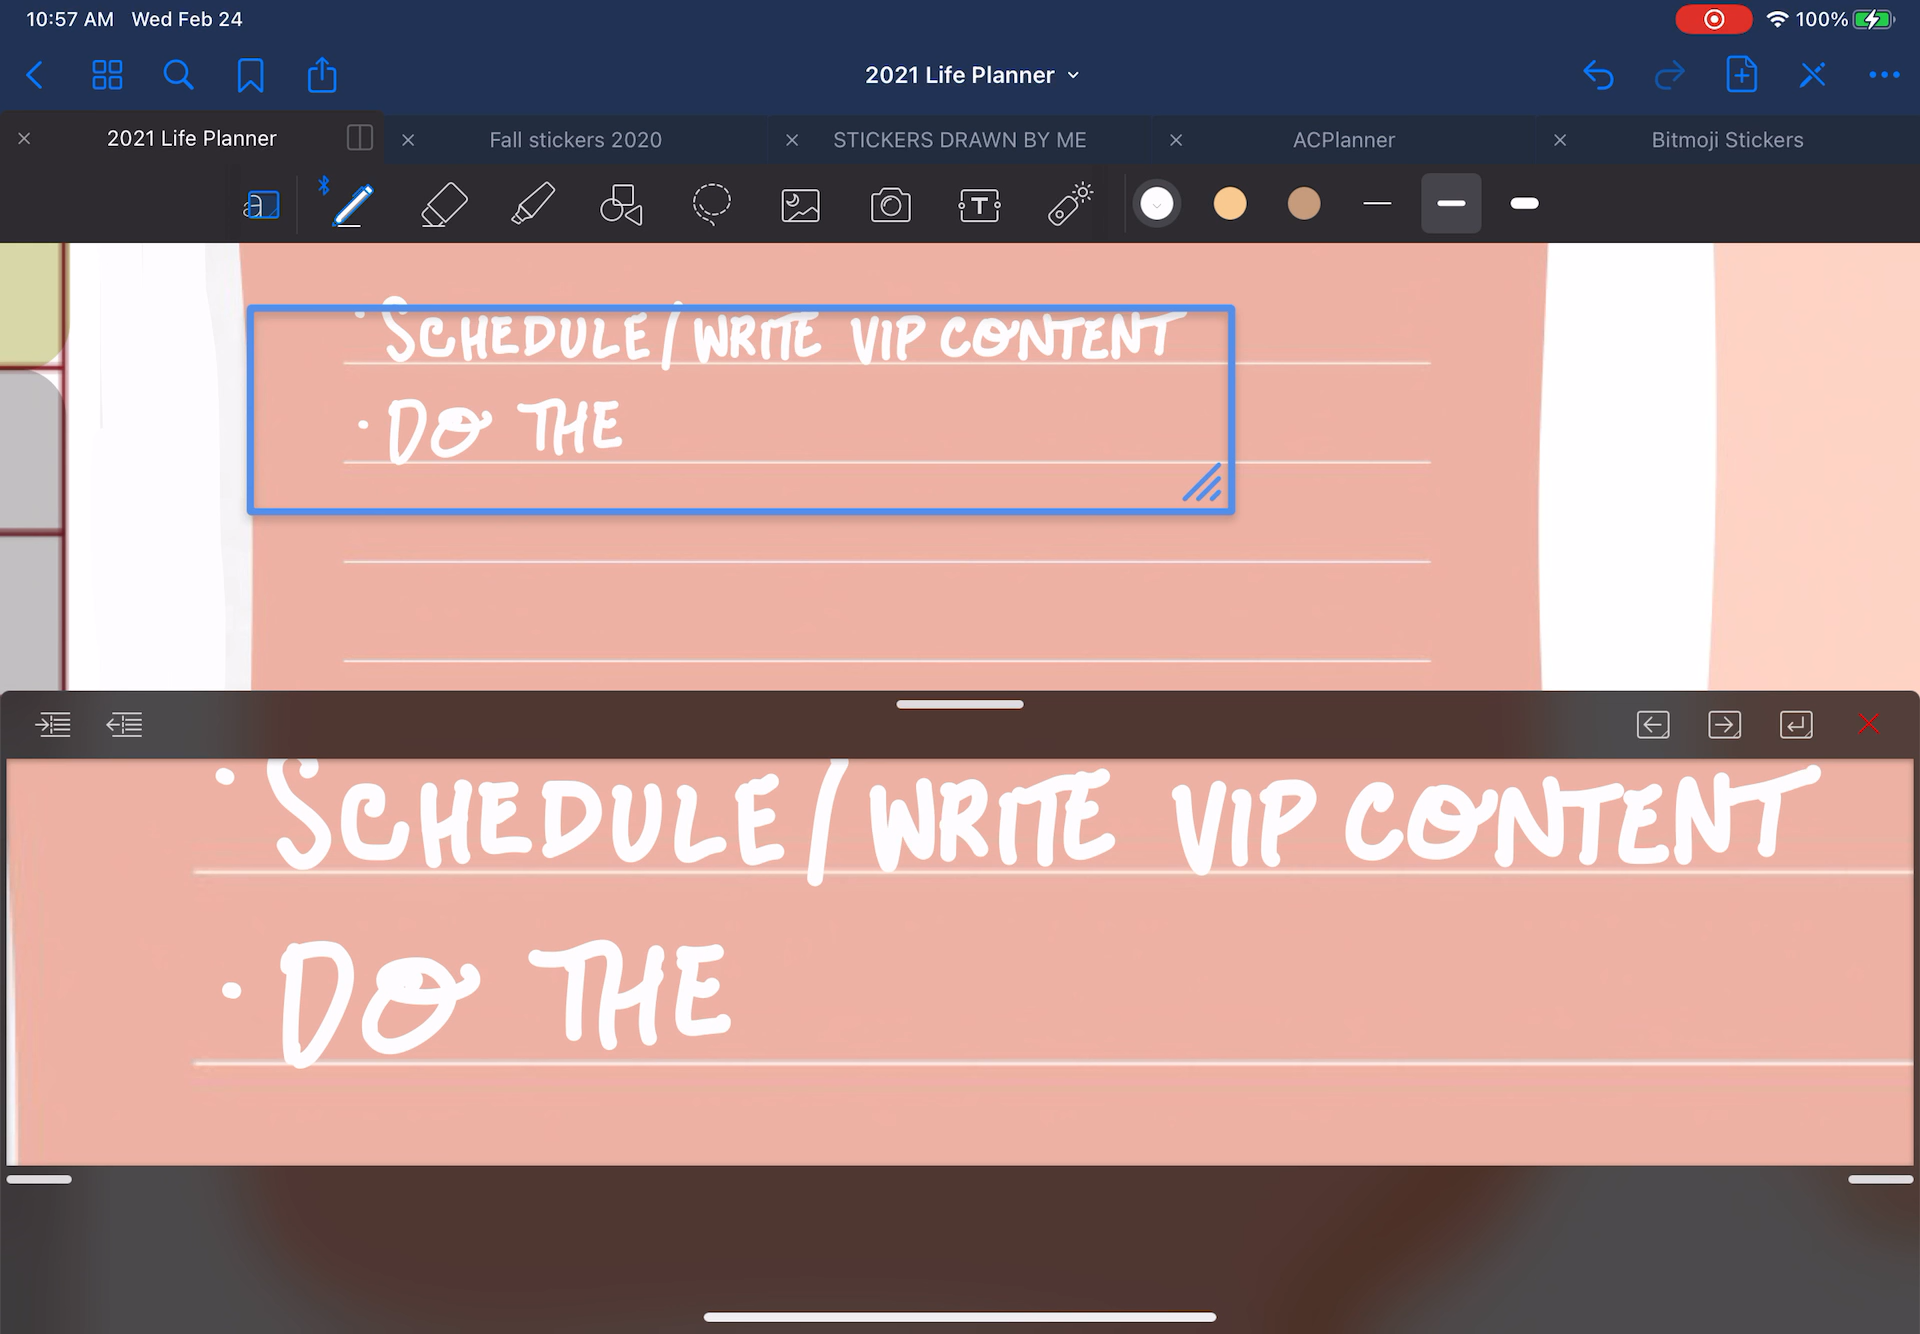 10:57 AM Wed Feb 24 100%
2021 Life Planner
2021 Life Planner Fall stickers 2020 STICKERS DRAWN BY ME ACPlanner Bitmoji Stickers
· SCHEDULE/WRITE VIP CONTENT
· DO THE
· SCHEDULE/WRITE VIP CONTENT
· DO THE